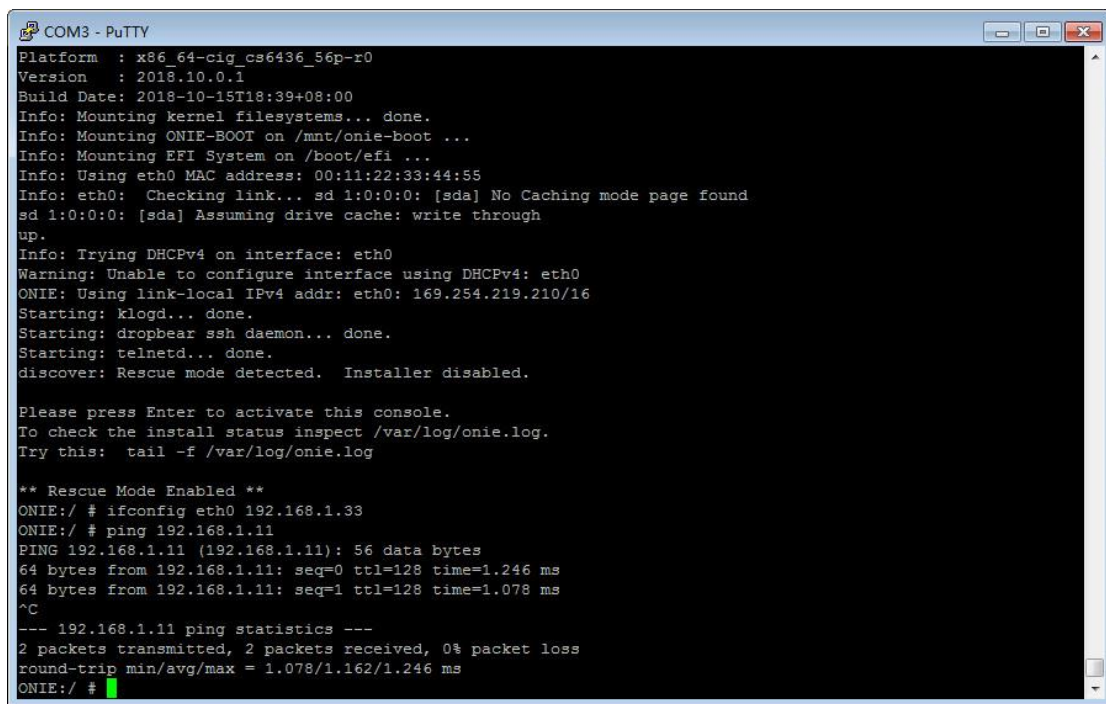 COM3 - PuTTY
Platform  : x86_64-cig_cs6436_56p-r0
Version   : 2018.10.0.1
Build Date: 2018-10-15T18:39+08:00
Info: Mounting kernel filesystems... done.
Info: Mounting ONIE-BOOT on /mnt/onie-boot ...
Info: Mounting EFI System on /boot/efi ...
Info: Using eth0 MAC address: 00:11:22:33:44:55
Info: eth0:  Checking link... sd 1:0:0:0: [sda] No Caching mode page found
sd 1:0:0:0: [sda] Assuming drive cache: write through
up.
Info: Trying DHCPv4 on interface: eth0
Warning: Unable to configure interface using DHCPv4: eth0
ONIE: Using link-local IPv4 addr: eth0: 169.254.219.210/16
Starting: klogd... done.
Starting: dropbear ssh daemon... done.
Starting: telnetd... done.
discover: Rescue mode detected.  Installer disabled.

Please press Enter to activate this console.
To check the install status inspect /var/log/onie.log.
Try this:  tail -f /var/log/onie.log

** Rescue Mode Enabled **
ONIE:/ # ifconfig eth0 192.168.1.33
ONIE:/ # ping 192.168.1.11
PING 192.168.1.11 (192.168.1.11): 56 data bytes
64 bytes from 192.168.1.11: seq=0 ttl=128 time=1.246 ms
64 bytes from 192.168.1.11: seq=1 ttl=128 time=1.078 ms
^C
--- 192.168.1.11 ping statistics ---
2 packets transmitted, 2 packets received, 0% packet loss
round-trip min/avg/max = 1.078/1.162/1.246 ms
ONIE:/ #